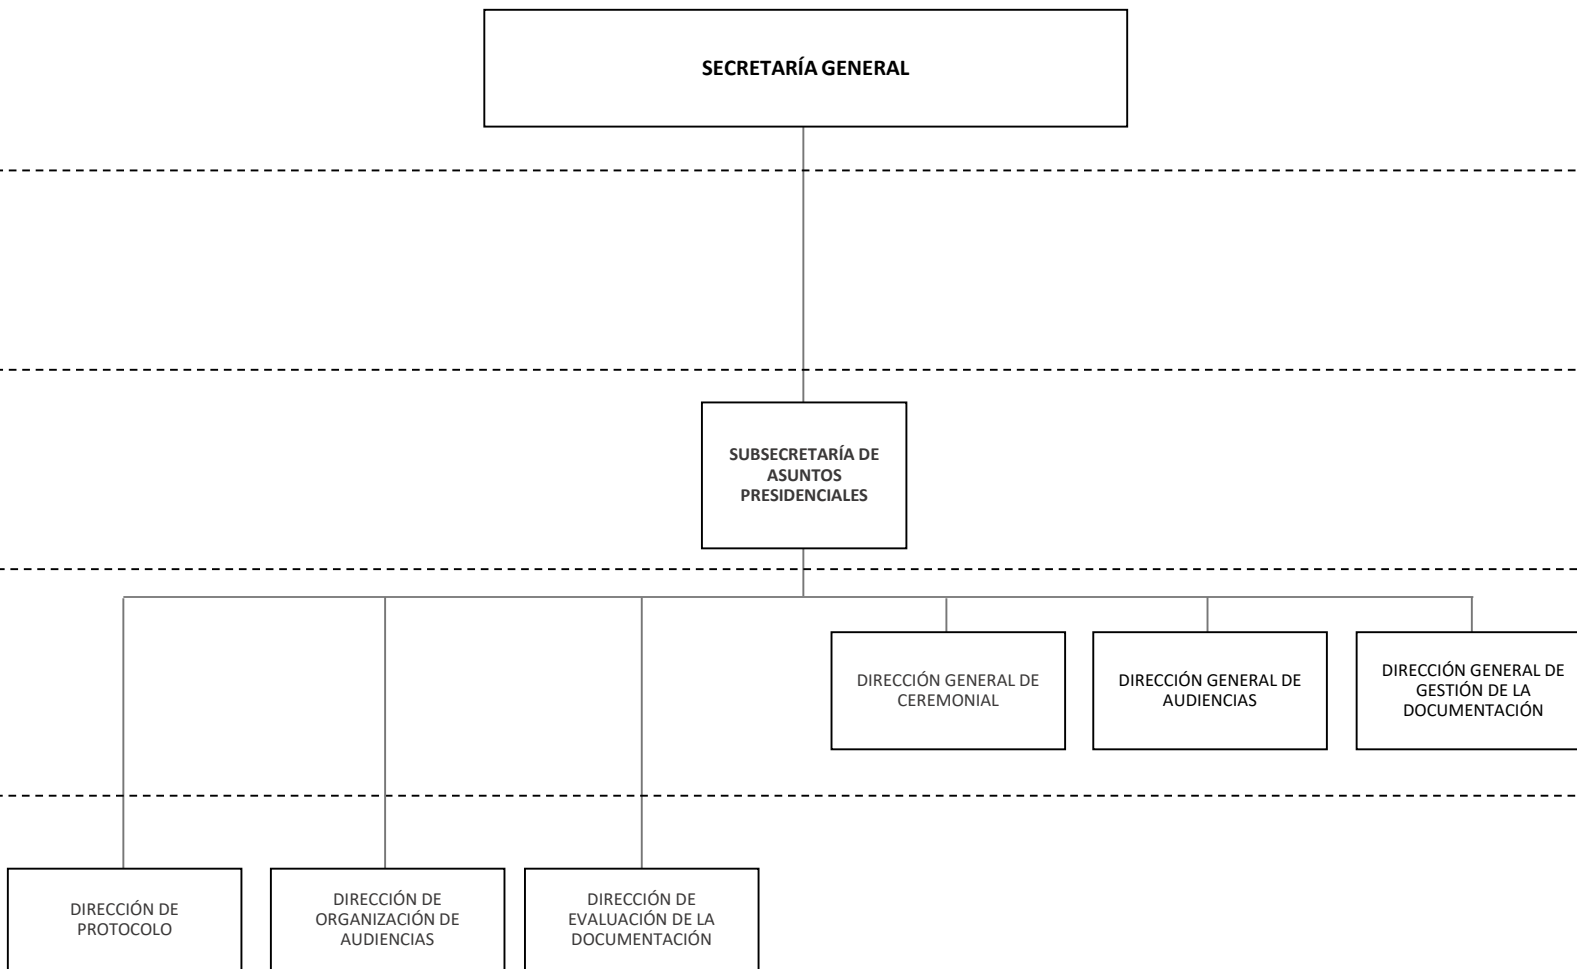 SECRETARÍA GENERAL
SUBSECRETARÍA DE
ASUNTOS
PRESIDENCIALES
DIRECCIÓN GENERAL DE
CEREMONIAL
DIRECCIÓN GENERAL DE
AUDIENCIAS
DIRECCIÓN GENERAL DE
GESTIÓN DE LA
DOCUMENTACIÓN
DIRECCIÓN DE
PROTOCOLO
DIRECCIÓN DE
ORGANIZACIÓN DE
AUDIENCIAS
DIRECCIÓN DE
EVALUACIÓN DE LA
DOCUMENTACIÓN